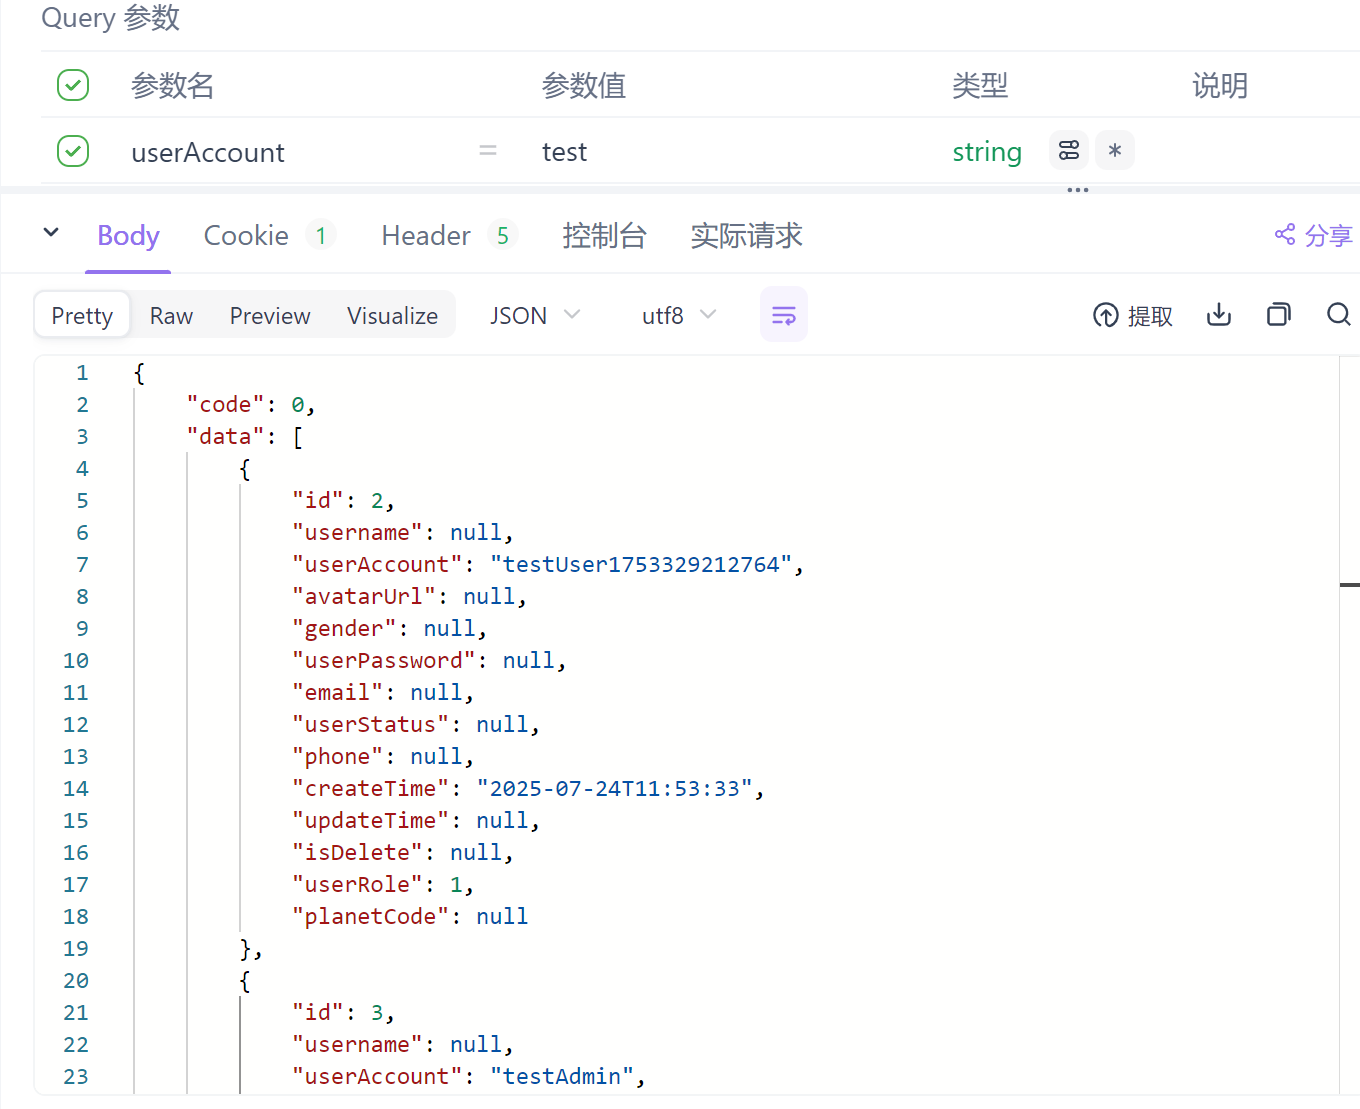 Query 参数
参数名 参数值 类型 说明
userAccount = test string *
Body Cookie 1 Header 5 控制台 实际请求 分享
Pretty Raw Preview Visualize JSON utf8 提取
1 {
2 "code": 0,
3 "data": [
4 {
5 "id": 2,
6 "username": null,
7 "userAccount": "testUser1753329212764",
8 "avatarUrl": null,
9 "gender": null,
10 "userPassword": null,
11 "email": null,
12 "userStatus": null,
13 "phone": null,
14 "createTime": "2025-07-24T11:53:33",
15 "updateTime": null,
16 "isDelete": null,
17 "userRole": 1,
18 "planetCode": null
19 },
20 {
21 "id": 3,
22 "username": null,
23 "userAccount": "testAdmin",